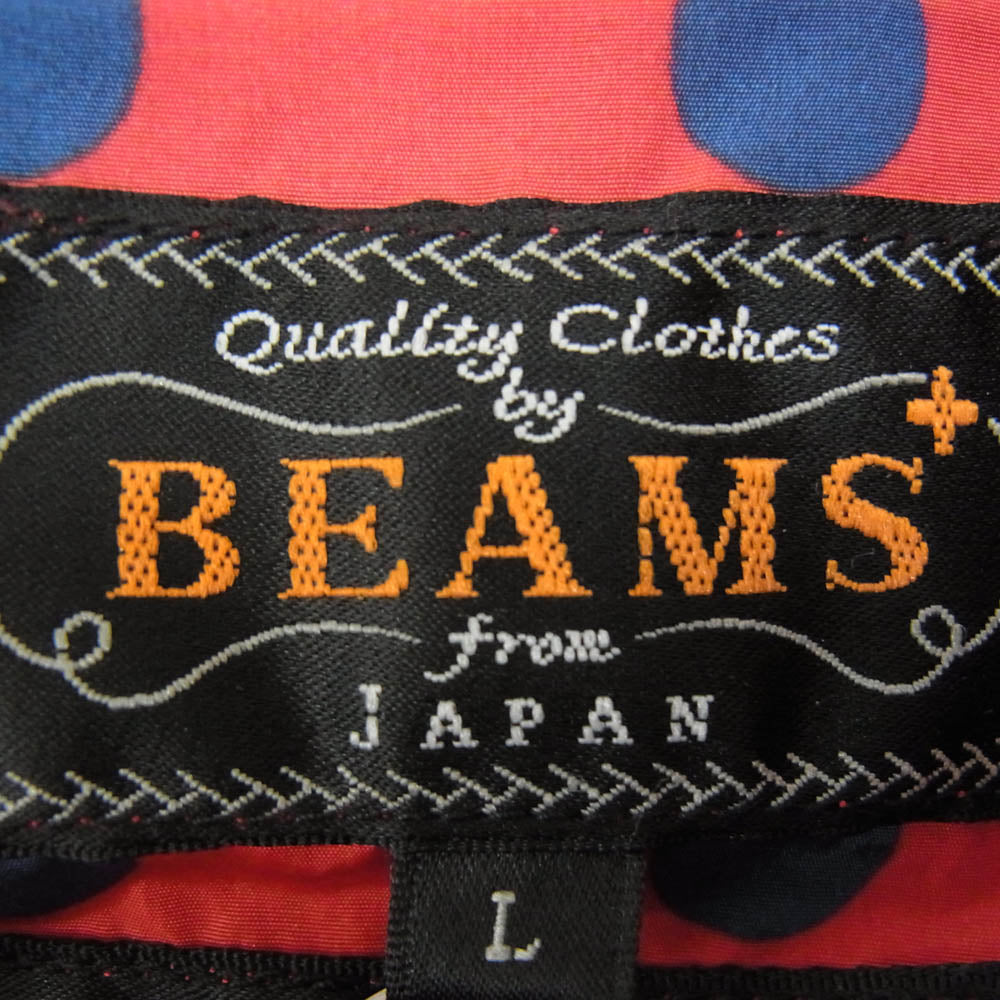 Quality Clothes
by
BEAMS+
from
JAPAN
L